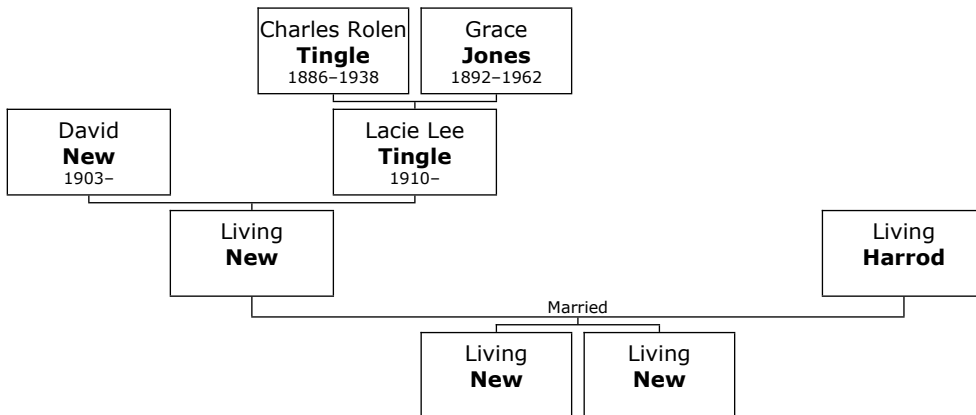 Charles Rolen
Tingle
1886–1938
Grace
Jones
1892–1962
David
New
1903–
Lacie Lee
Tingle
1910–
Living
New
Living
Harrod
Married
Living
New
Living
New